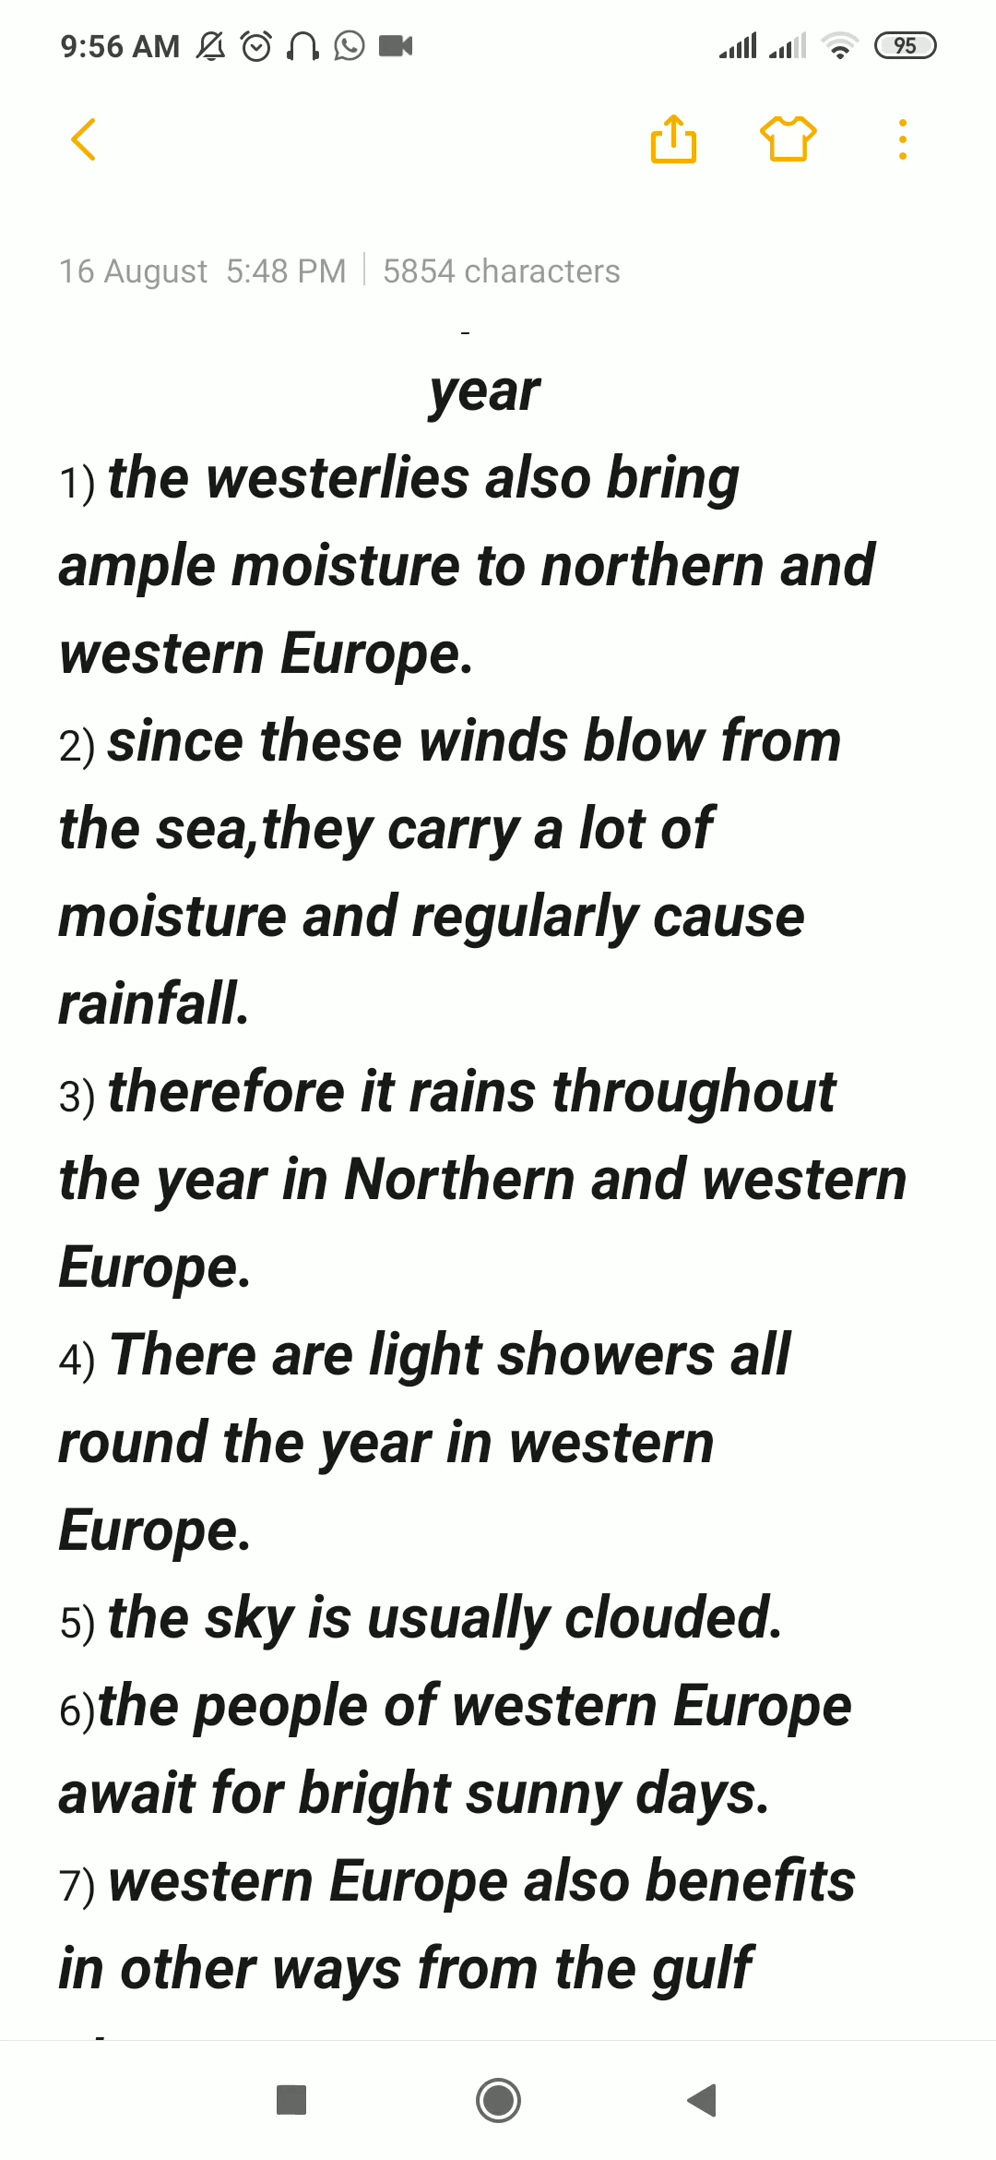 9:56 AM 95
16 August 5:48 PM 5854 characters
year
1) the westerlies also bring
ample moisture to northern and
western Europe.
2) since these winds blow from
the sea,they carry a lot of
moisture and regularly cause
rainfall.
3) therefore it rains throughout
the year in Northern and western
Europe.
4) There are light showers all
round the year in western
Europe.
5) the sky is usually clouded.
6)the people of western Europe
await for bright sunny days.
7) western Europe also benefits
in other ways from the gulf